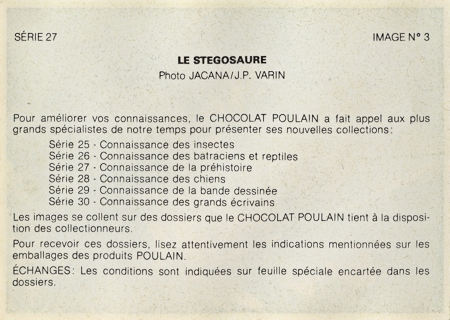 SÉRIE 27 IMAGE N° 3
LE STEGOSAURE
Photo JACANA/J.P. VARIN
Pour améliorer vos connaissances, le CHOCOLAT POULAIN a fait appel aux plus
grands spécialistes de notre temps pour présenter ses nouvelles collections:
Série 25 - Connaissance des insectes
Série 26 - Connaissance des batraciens et reptiles
Série 27 - Connaissance de la préhistoire
Série 28 - Connaissance des chiens
Série 29 - Connaissance de la bande dessinée
Série 30 - Connaissance des grands écrivains
Les images se collent sur des dossiers que le CHOCOLAT POULAIN tient à la disposi-
tion des collectionneurs.
Pour recevoir ces dossiers, lisez attentivement les indications mentionnées sur les
emballages des produits POULAIN.
ÉCHANGES: Les conditions sont indiquées sur feuille spéciale encartée dans les
dossiers.